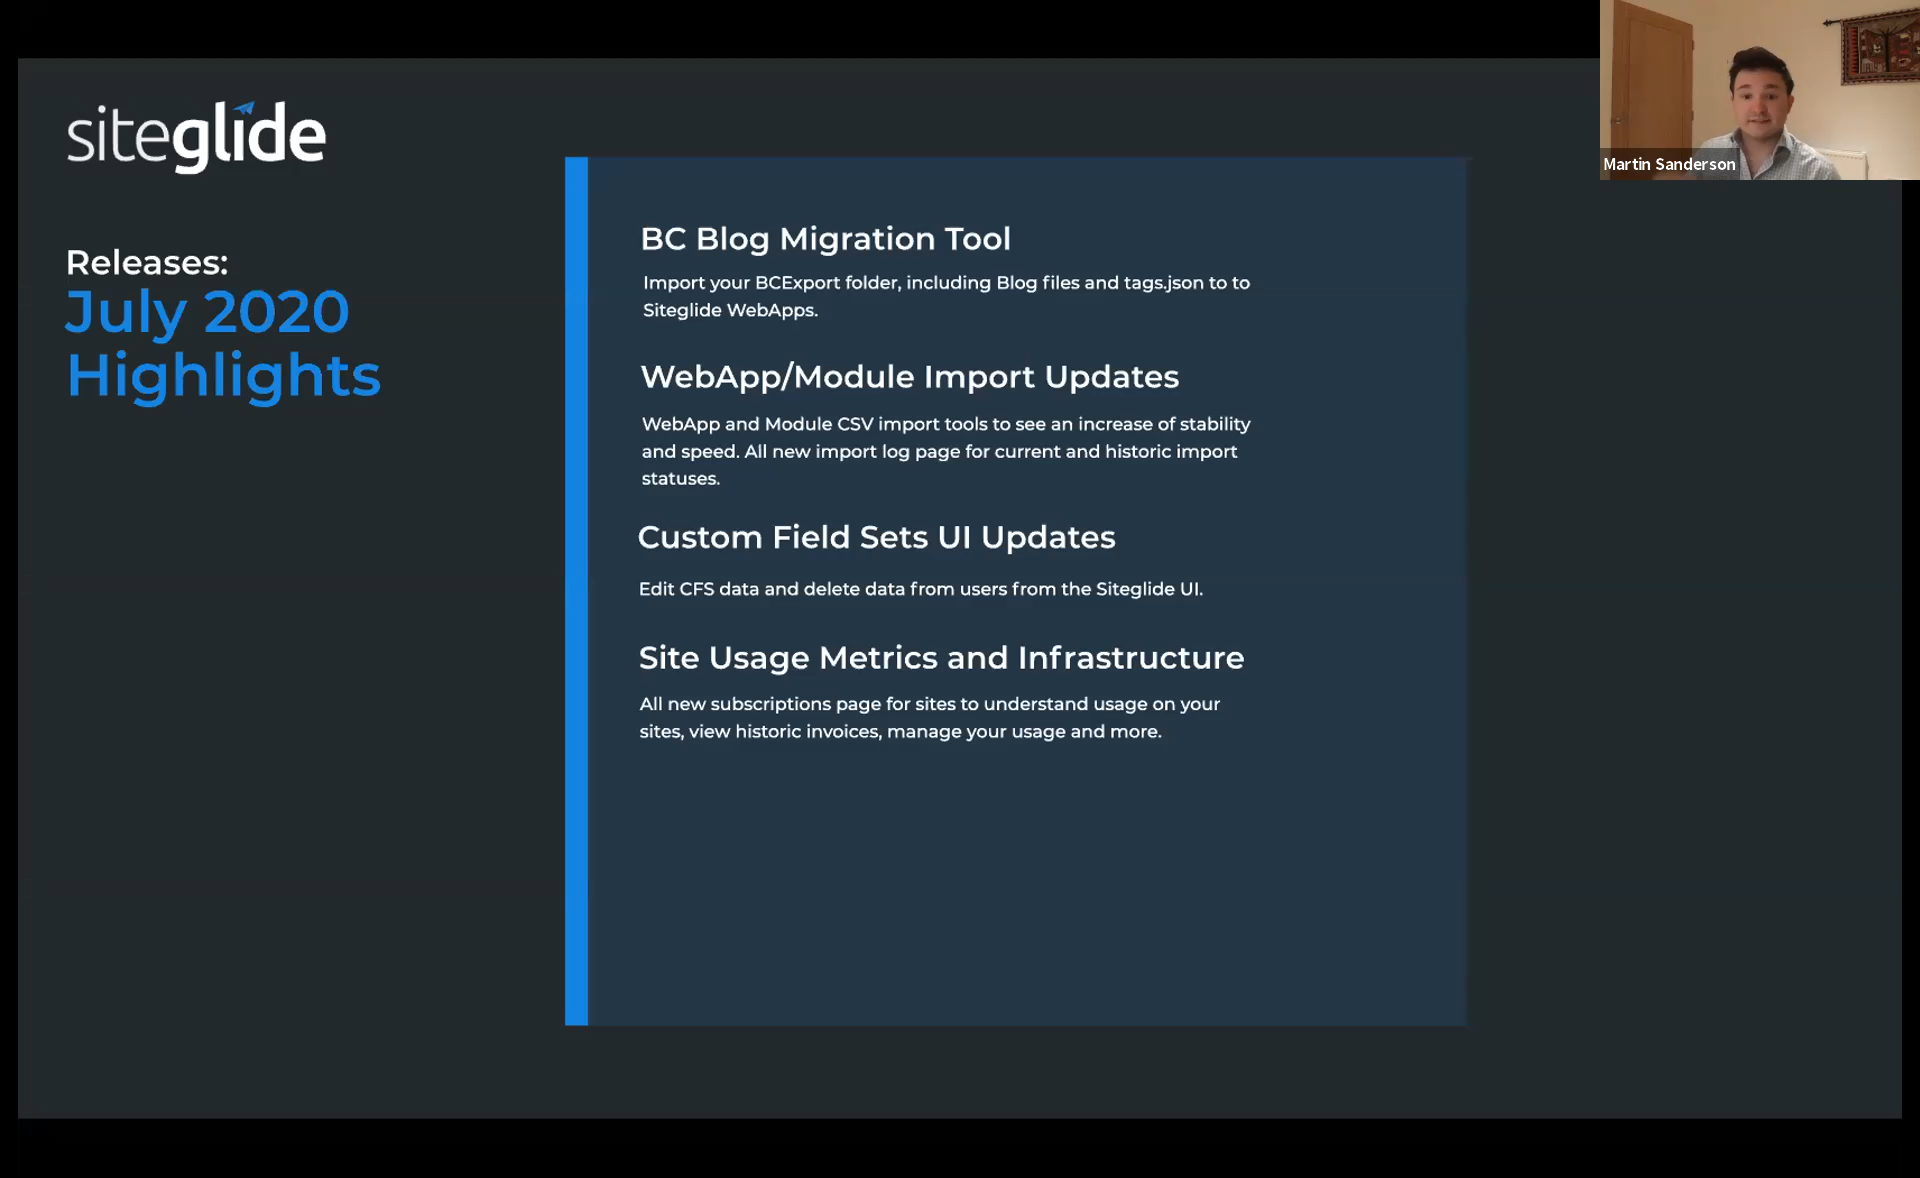 siteglide
Martin Sanderson
Releases:
July 2020
Highlights
BC Blog Migration Tool
Import your BCExport folder, including Blog files and tags.json to to
Siteglide WebApps.
WebApp/Module Import Updates
WebApp and Module CSV import tools to see an increase of stability
and speed. All new import log page for current and historic import
statuses.
Custom Field Sets UI Updates
Edit CFS data and delete data from users from the Siteglide UI.
Site Usage Metrics and Infrastructure
All new subscriptions page for sites to understand usage on your
sites, view historic invoices, manage your usage and more.